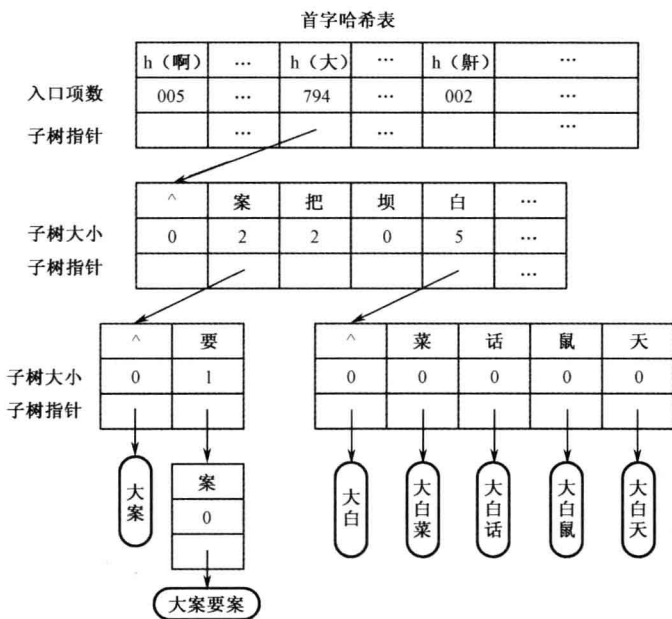 首字哈希表
h（啊） … h（大） … h（鼾） …
入口项数 005 … 794 … 002 …
子树指针 … … …
^ 案 把 坝 白 …
子树大小 0 2 2 0 5 …
子树指针 …
^ 要 ^ 菜 话 鼠 天
子树大小 0 1 0 0 0 0 0
子树指针
大案
案
0
大案要案
大白
大白菜
大白话
大白鼠
大白天